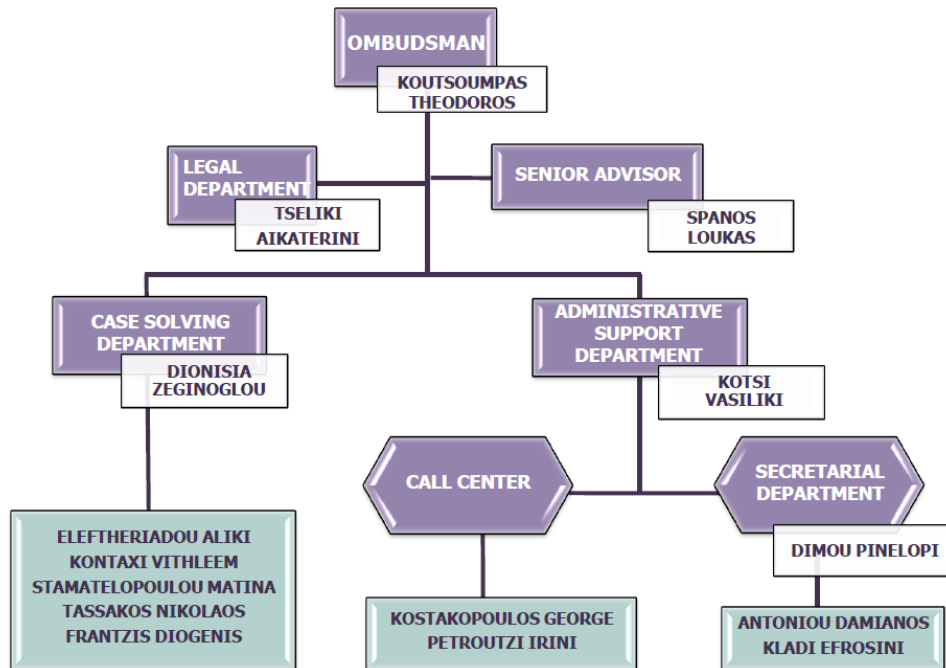 OMBUDSMAN
KOUTSOUMPAS
THEODOROS
LEGAL
DEPARTMENT
TSELIKI
AIKATERINI
SENIOR ADVISOR
SPANOS
LOUKAS
CASE SOLVING
DEPARTMENT
DIONISIA
ZEGINOGLOU
ADMINISTRATIVE
SUPPORT
DEPARTMENT
KOTSI
VASILIKI
CALL CENTER
SECRETARIAL
DEPARTMENT
DIMOU PINELOPI
ELEFTHERIADOU ALIKI
KONTAXI VITHLEEM
STAMATELOPOULOU MATINA
TASSAKOS NIKOLAOS
FRANTZIS DIOGENIS
KOSTAKOPOULOS GEORGE
PETROUTZI IRINI
ANTONIOU DAMIANOS
KLADI EFROSINI